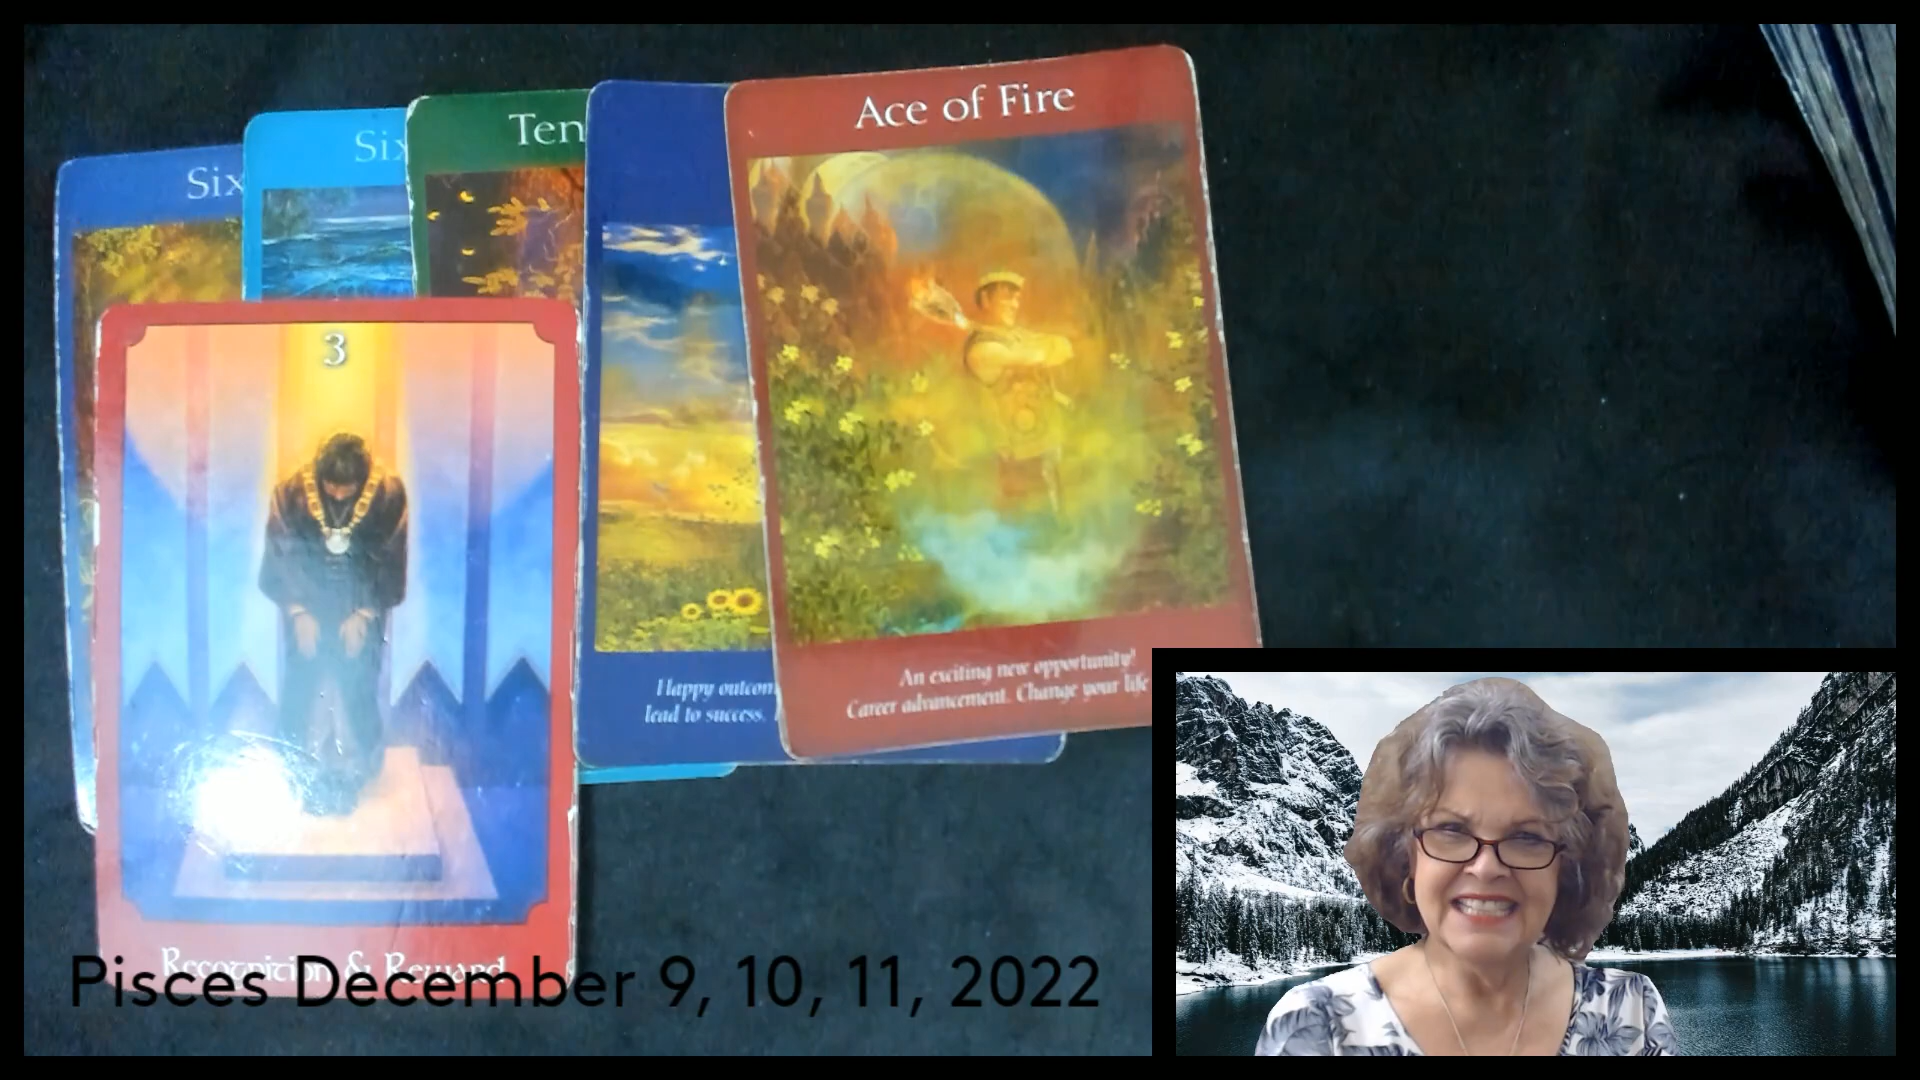 Six
Six
Ten
Ace of Fire
3
Happy outcom
lead to success.
An exciting new opportunity!
Career advancement. Change your life
Recognition & Reward
Pisces December 9, 10, 11, 2022